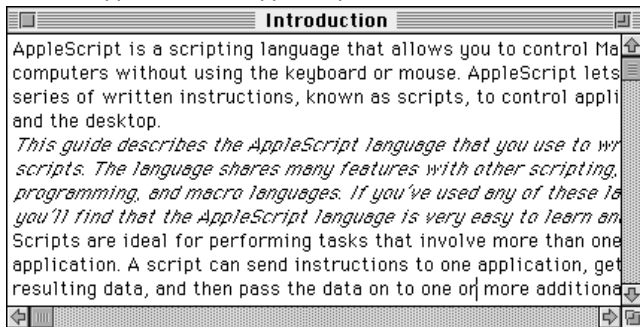 Introduction
AppleScript is a scripting language that allows you to control Ma
computers without using the keyboard or mouse. AppleScript lets
series of written instructions, known as scripts, to control appli
and the desktop.
This guide describes the AppleScript language that you use to wr
scripts. The language shares many features with other scripting,
programming, and macro languages. If you've used any of these la
you'll find that the AppleScript language is very easy to learn an
Scripts are ideal for performing tasks that involve more than one
application. A script can send instructions to one application, get
resulting data, and then pass the data on to one or more additiona